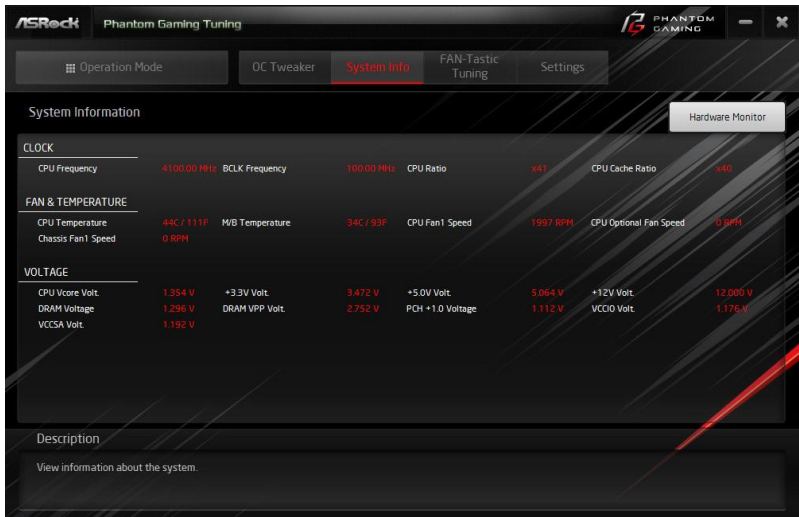 ASRock Phantom Gaming Tuning PHANTOM GAMING
Operation Mode OC Tweaker System Info FAN-Tastic Tuning Settings
System Information
Hardware Monitor
CLOCK
CPU Frequency 4100.00 MHz BCLK Frequency 100.00 MHz CPU Ratio x41 CPU Cache Ratio x40
FAN & TEMPERATURE
CPU Temperature 44C / 111F M/B Temperature 34C / 93F CPU Fan1 Speed 1997 RPM CPU Optional Fan Speed 0 RPM
Chassis Fan1 Speed 0 RPM
VOLTAGE
CPU Vcore Volt. 1.354 V +3.3V Volt. 3.472 V +5.0V Volt. 5.064 V +12V Volt. 12.000 V
DRAM Voltage 1.296 V DRAM VPP Volt. 2.752 V PCH +1.0 Voltage 1.112 V VCCIO Volt. 1.176 V
VCCSA Volt. 1.192 V
Description
View information about the system.